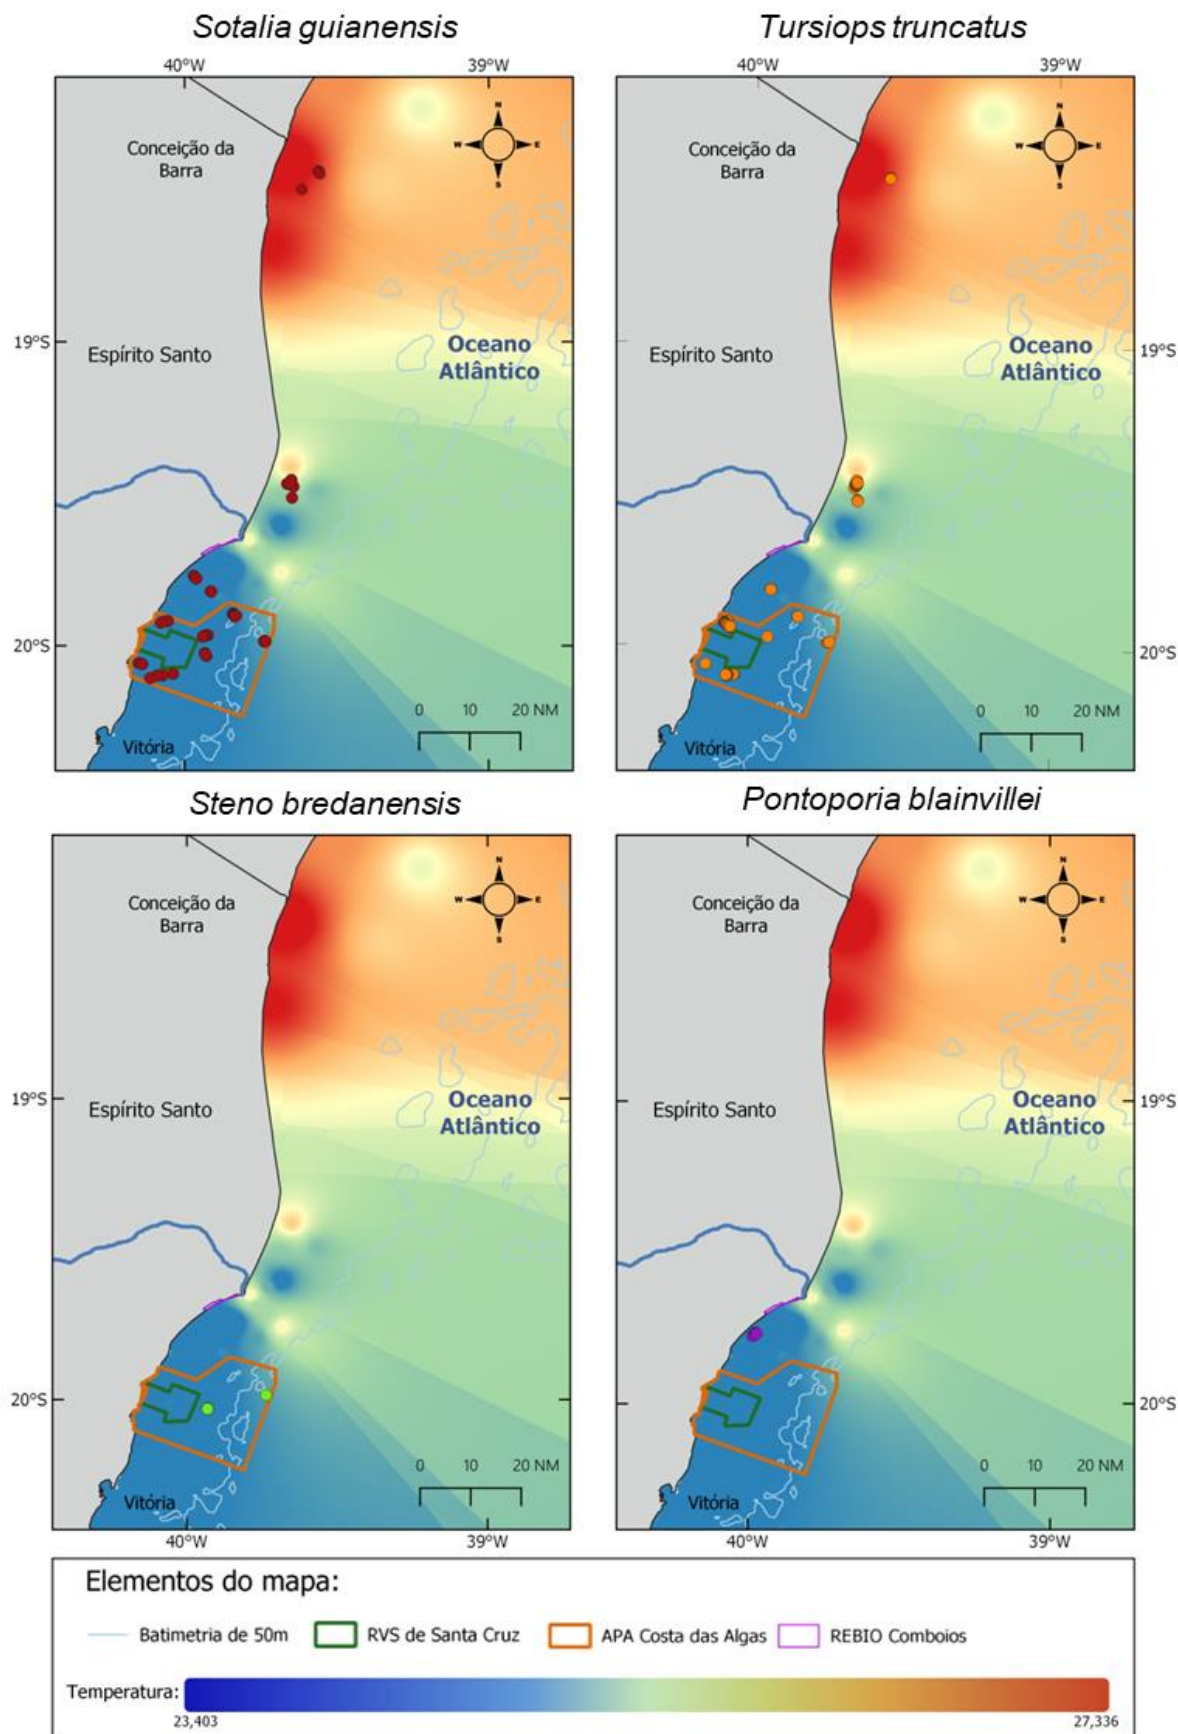 Sotalia guianensis
Tursiops truncatus
40°W
39°W
40°W
39°W
N
W
E
S
Conceição da
Barra
19°S
Espírito Santo
Oceano
Atlântico
20°S
0 10 20 NM
Vitória
N
W
E
S
Conceição da
Barra
Espírito Santo
Oceano
Atlântico
19°S
20°S
0 10 20 NM
Vitória
Steno bredanensis
Pontoporia blainvillei
N
W
E
S
Conceição da
Barra
19°S
Espírito Santo
Oceano
Atlântico
20°S
0 10 20 NM
Vitória
40°W
39°W
N
W
E
S
Conceição da
Barra
Espírito Santo
Oceano
Atlântico
19°S
20°S
0 10 20 NM
Vitória
40°W
39°W
Elementos do mapa:
Batimetria de 50m
RVS de Santa Cruz
APA Costa das Algas
REBIO Comboios
Temperatura:
23,403
27,336